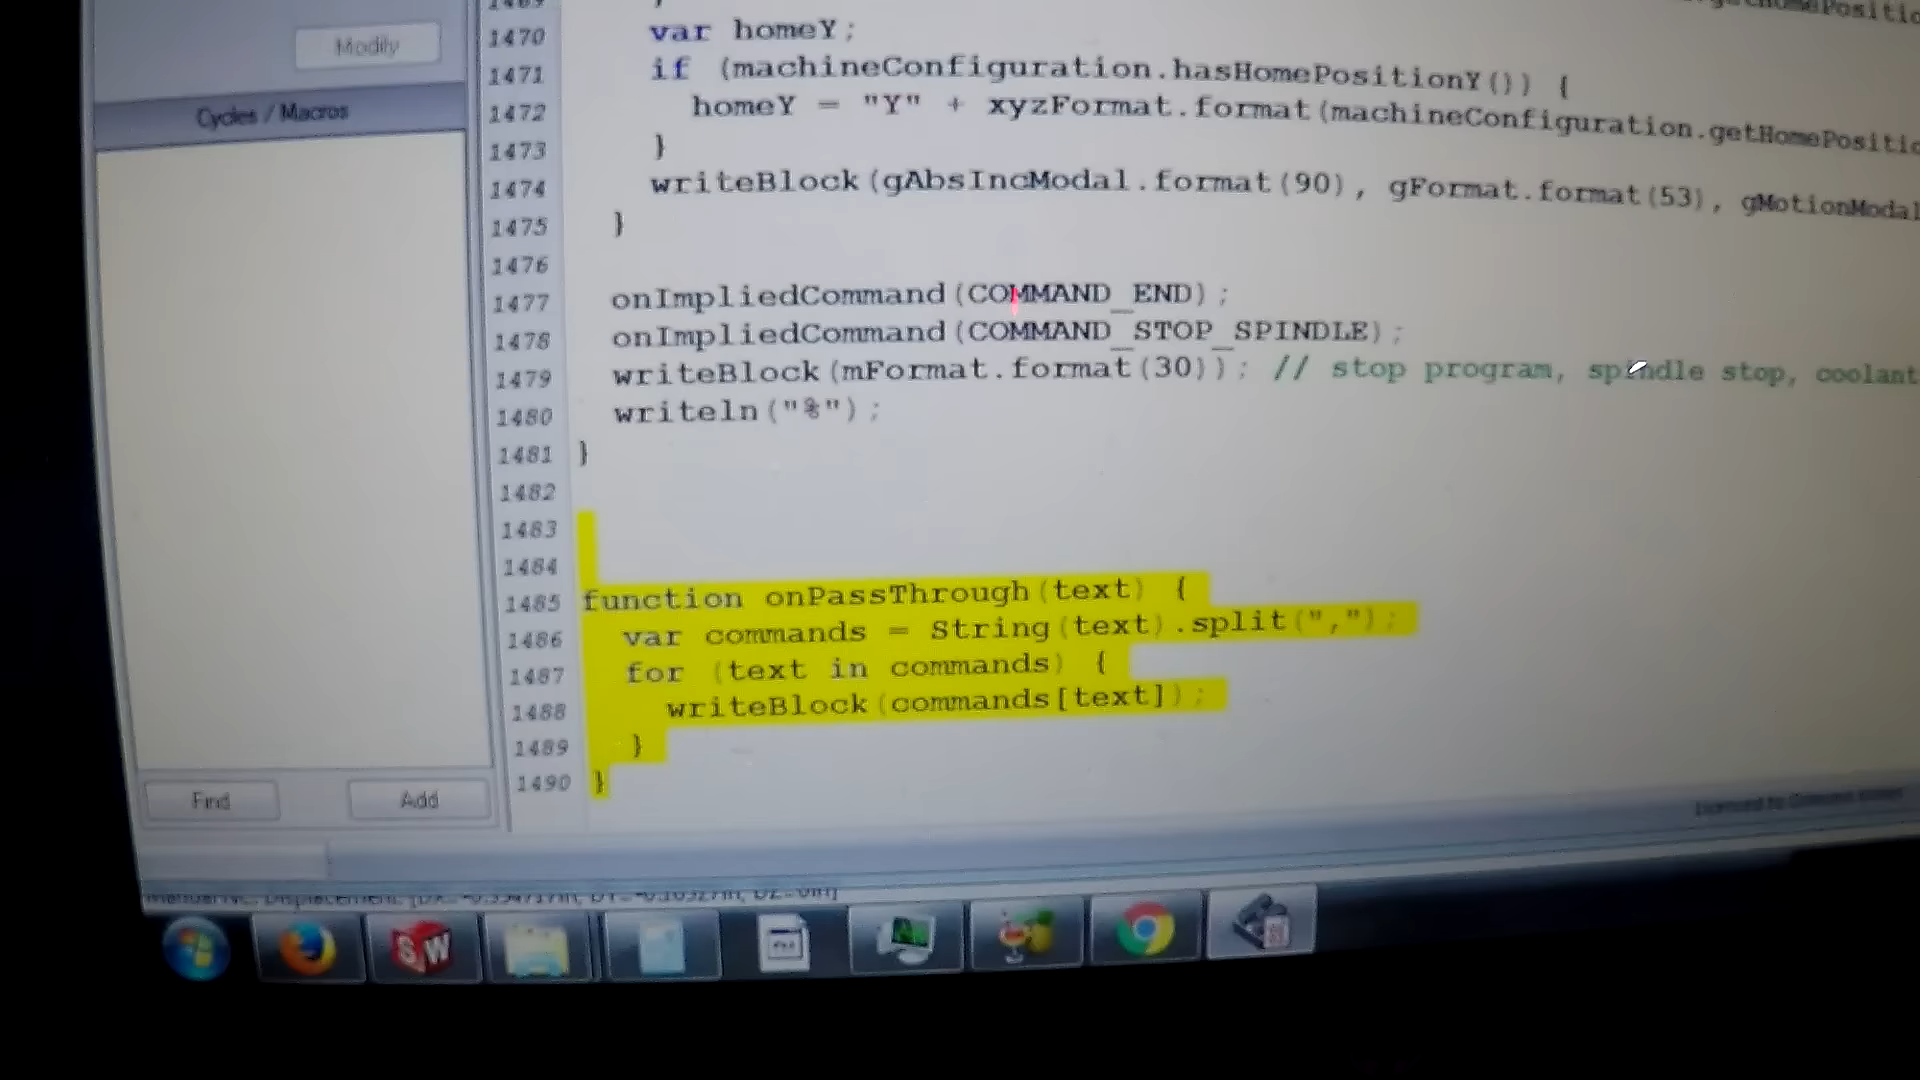 Modify
Cycles / Macros
Find
Add
1470 var homeY;
1471 if (machineConfiguration.hasHomePositionY()) {
1472 homeY = "Y" + xyzFormat.format(machineConfiguration.getHomePositio
1473 }
1474 writeBlock(gAbsIncModal.format(90), gFormat.format(53), gMotionModal
1475 }
1476
1477 onImpliedCommand(COMMAND_END);
1478 onImpliedCommand(COMMAND_STOP_SPINDLE);
1479 writeBlock(mFormat.format(30)); // stop program, spindle stop, coolant
1480 writeln("%");
1481 }
1482
1483
1484
1485 function onPassThrough(text) {
1486 var commands = String(text).split(",");
1487 for (text in commands) {
1488 writeBlock(commands[text]);
1489 }
1490 }
SW